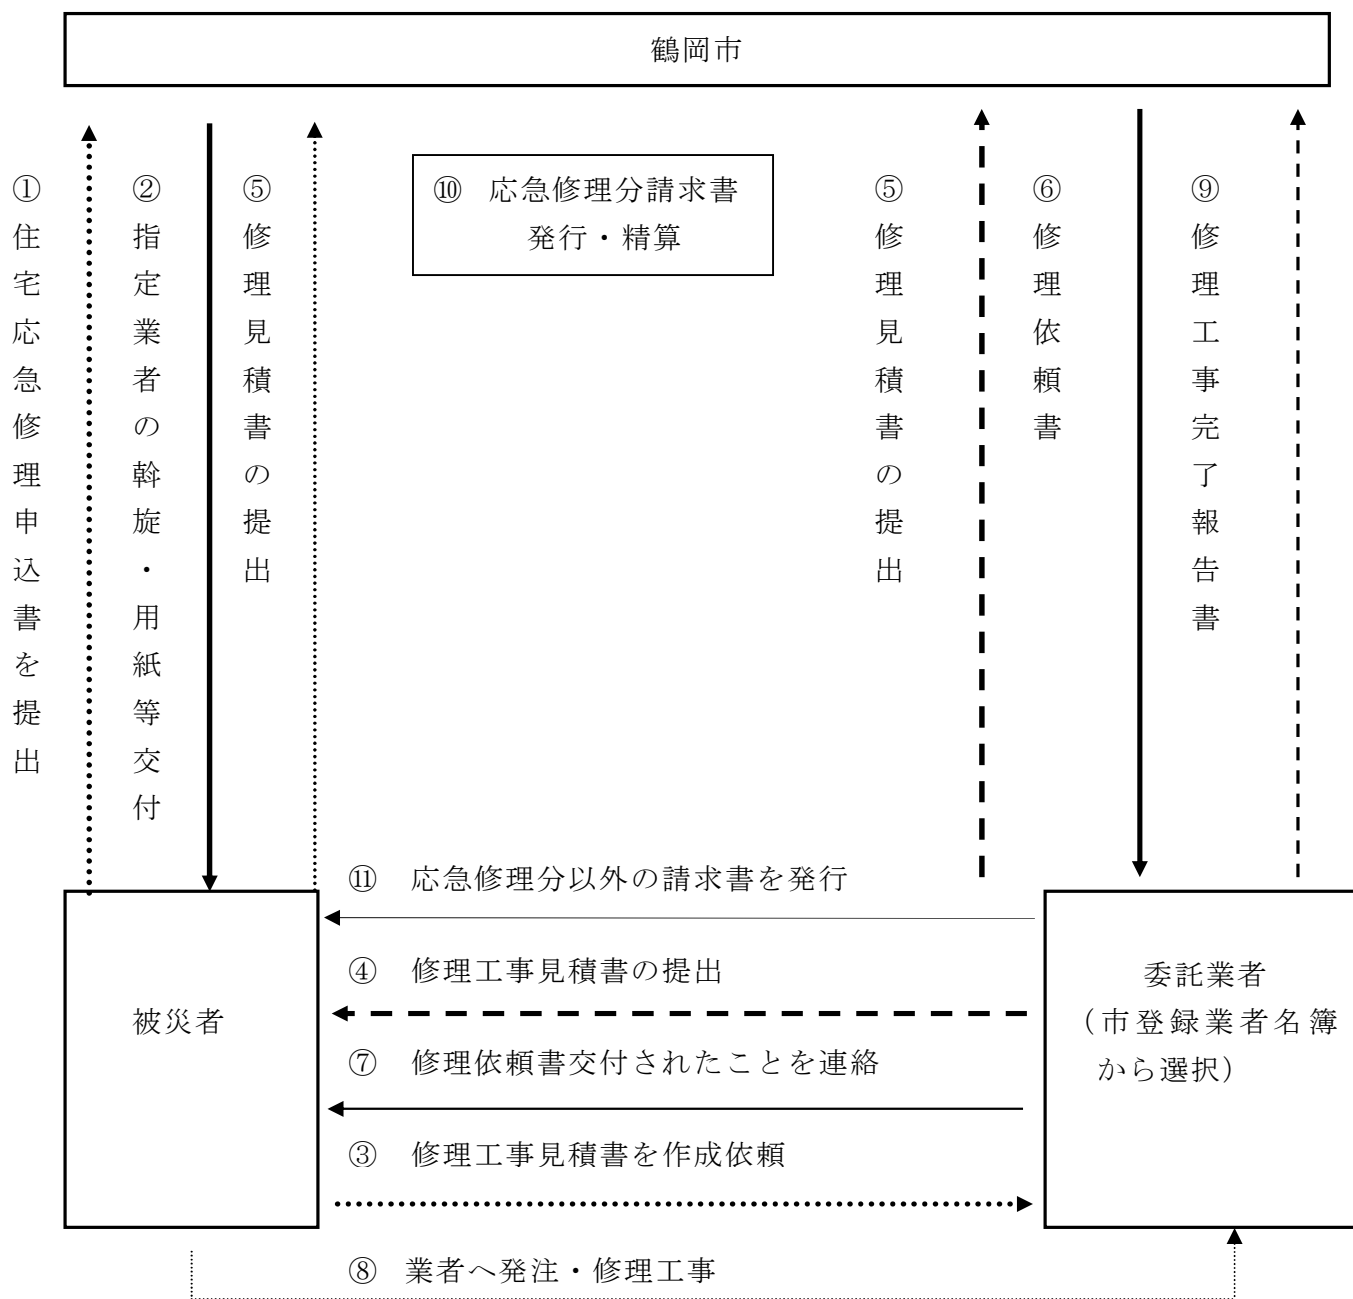 鶴岡市
①住宅応急修理申込書を提出
②指定業者の斡旋・用紙等交付
⑤修理見積書の提出
⑩ 応急修理分請求書
発行・精算
⑤修理見積書の提出
⑥修理依頼書
⑨修理工事完了報告書
⑪ 応急修理分以外の請求書を発行
④ 修理工事見積書の提出
⑦ 修理依頼書交付されたことを連絡
③ 修理工事見積書を作成依頼
⑧ 業者へ発注・修理工事
被災者
委託業者
（市登録業者名簿
から選択）